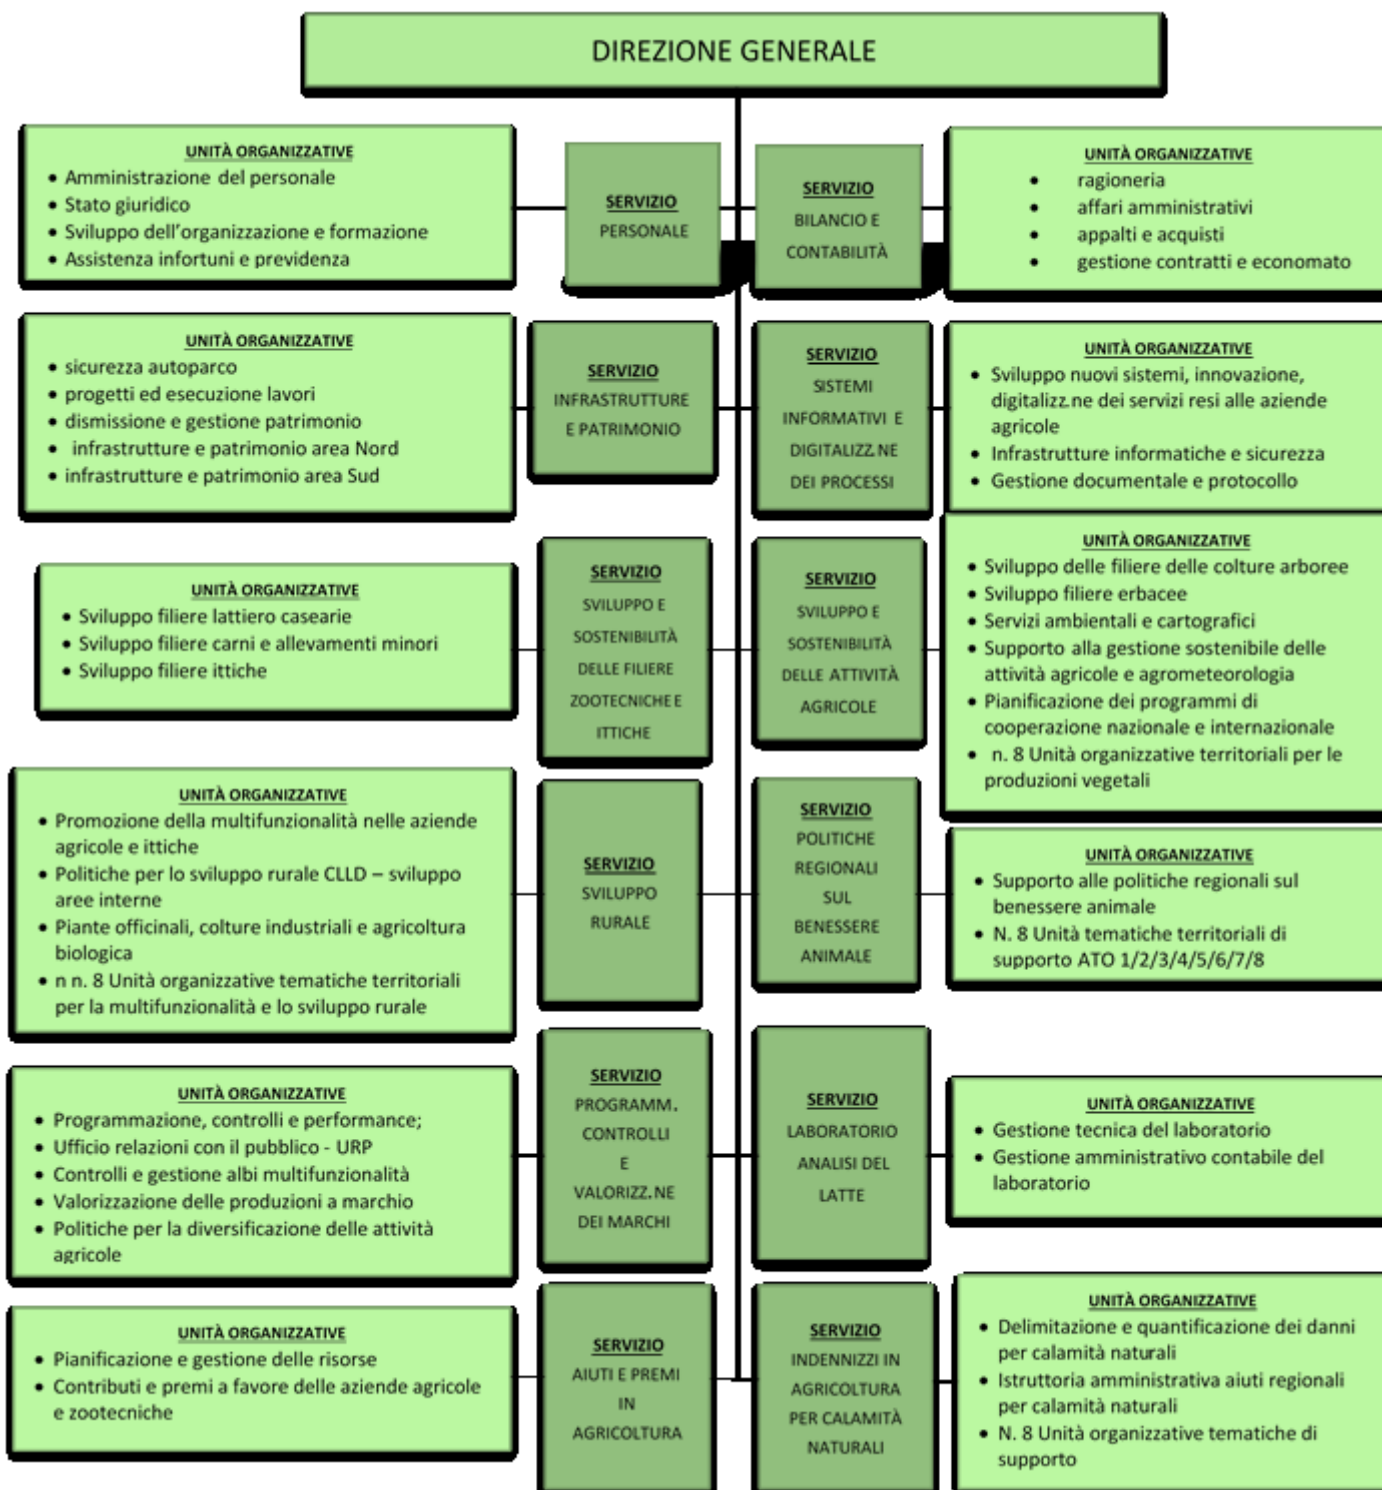 DIREZIONE GENERALE
UNITÀ ORGANIZZATIVE
• Amministrazione del personale
• Stato giuridico
• Sviluppo dell'organizzazione e formazione
• Assistenza infortuni e previdenza
SERVIZIO
PERSONALE
SERVIZIO
BILANCIO E
CONTABILITÀ
UNITÀ ORGANIZZATIVE
• ragioneria
• affari amministrativi
• appalti e acquisti
• gestione contratti e economato
UNITÀ ORGANIZZATIVE
• sicurezza autoparco
• progetti ed esecuzione lavori
• dismissione e gestione patrimonio
• infrastrutture e patrimonio area Nord
• infrastrutture e patrimonio area Sud
SERVIZIO
INFRASTRUTTURE
E PATRIMONIO
SERVIZIO
SISTEMI
INFORMATIVI E
DIGITALIZZ.NE
DEI PROCESSI
UNITÀ ORGANIZZATIVE
• Sviluppo nuovi sistemi, innovazione,
digitalizz.ne dei servizi resi alle aziende
agricole
• Infrastrutture informatiche e sicurezza
• Gestione documentale e protocollo
UNITÀ ORGANIZZATIVE
• Sviluppo filiere lattiero casearie
• Sviluppo filiere carni e allevamenti minori
• Sviluppo filiere ittiche
SERVIZIO
SVILUPPO E
SOSTENIBILITÀ
DELLE FILIERE
ZOOTECNICHE E
ITTICHE
SERVIZIO
SVILUPPO E
SOSTENIBILITÀ
DELLE ATTIVITÀ
AGRICOLE
UNITÀ ORGANIZZATIVE
• Sviluppo delle filiere delle colture arboree
• Sviluppo filiere erbacee
• Servizi ambientali e cartografici
• Supporto alla gestione sostenibile delle
attività agricole e agrometeorologia
• Pianificazione dei programmi di
cooperazione nazionale e internazionale
• n. 8 Unità organizzative territoriali per le
produzioni vegetali
UNITÀ ORGANIZZATIVE
• Promozione della multifunzionalità nelle aziende
agricole e ittiche
• Politiche per lo sviluppo rurale CLLD – sviluppo
aree interne
• Piante officinali, colture industriali e agricoltura
biologica
• n n. 8 Unità organizzative tematiche territoriali
per la multifunzionalità e lo sviluppo rurale
SERVIZIO
SVILUPPO
RURALE
SERVIZIO
POLITICHE
REGIONALI
SUL
BENESSERE
ANIMALE
UNITÀ ORGANIZZATIVE
• Supporto alle politiche regionali sul
benessere animale
• N. 8 Unità tematiche territoriali di
supporto ATO 1/2/3/4/5/6/7/8
UNITÀ ORGANIZZATIVE
• Programmazione, controlli e performance;
• Ufficio relazioni con il pubblico - URP
• Controlli e gestione albi multifunzionalità
• Valorizzazione delle produzioni a marchio
• Politiche per la diversificazione delle attività
agricole
SERVIZIO
PROGRAMM.
CONTROLLI
E
VALORIZZ.NE
DEI MARCHI
SERVIZIO
LABORATORIO
ANALISI DEL
LATTE
UNITÀ ORGANIZZATIVE
• Gestione tecnica del laboratorio
• Gestione amministrativo contabile del
laboratorio
UNITÀ ORGANIZZATIVE
• Pianificazione e gestione delle risorse
• Contributi e premi a favore delle aziende agricole
e zootecniche
SERVIZIO
AIUTI E PREMI
IN
AGRICOLTURA
SERVIZIO
INDENNIZZI IN
AGRICOLTURA
PER CALAMITÀ
NATURALI
UNITÀ ORGANIZZATIVE
• Delimitazione e quantificazione dei danni
per calamità naturali
• Istruttoria amministrativa aiuti regionali
per calamità naturali
• N. 8 Unità organizzative tematiche di
supporto